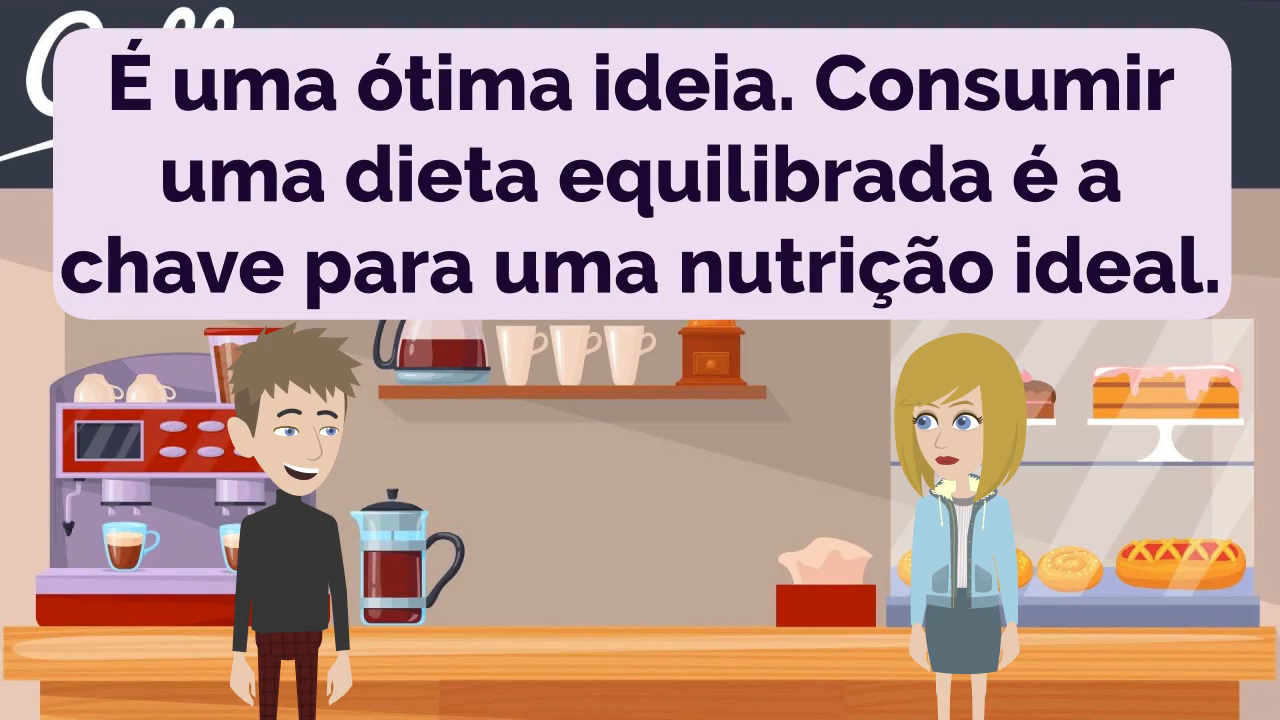 É uma ótima ideia. Consumir
uma dieta equilibrada é a
chave para uma nutrição ideal.